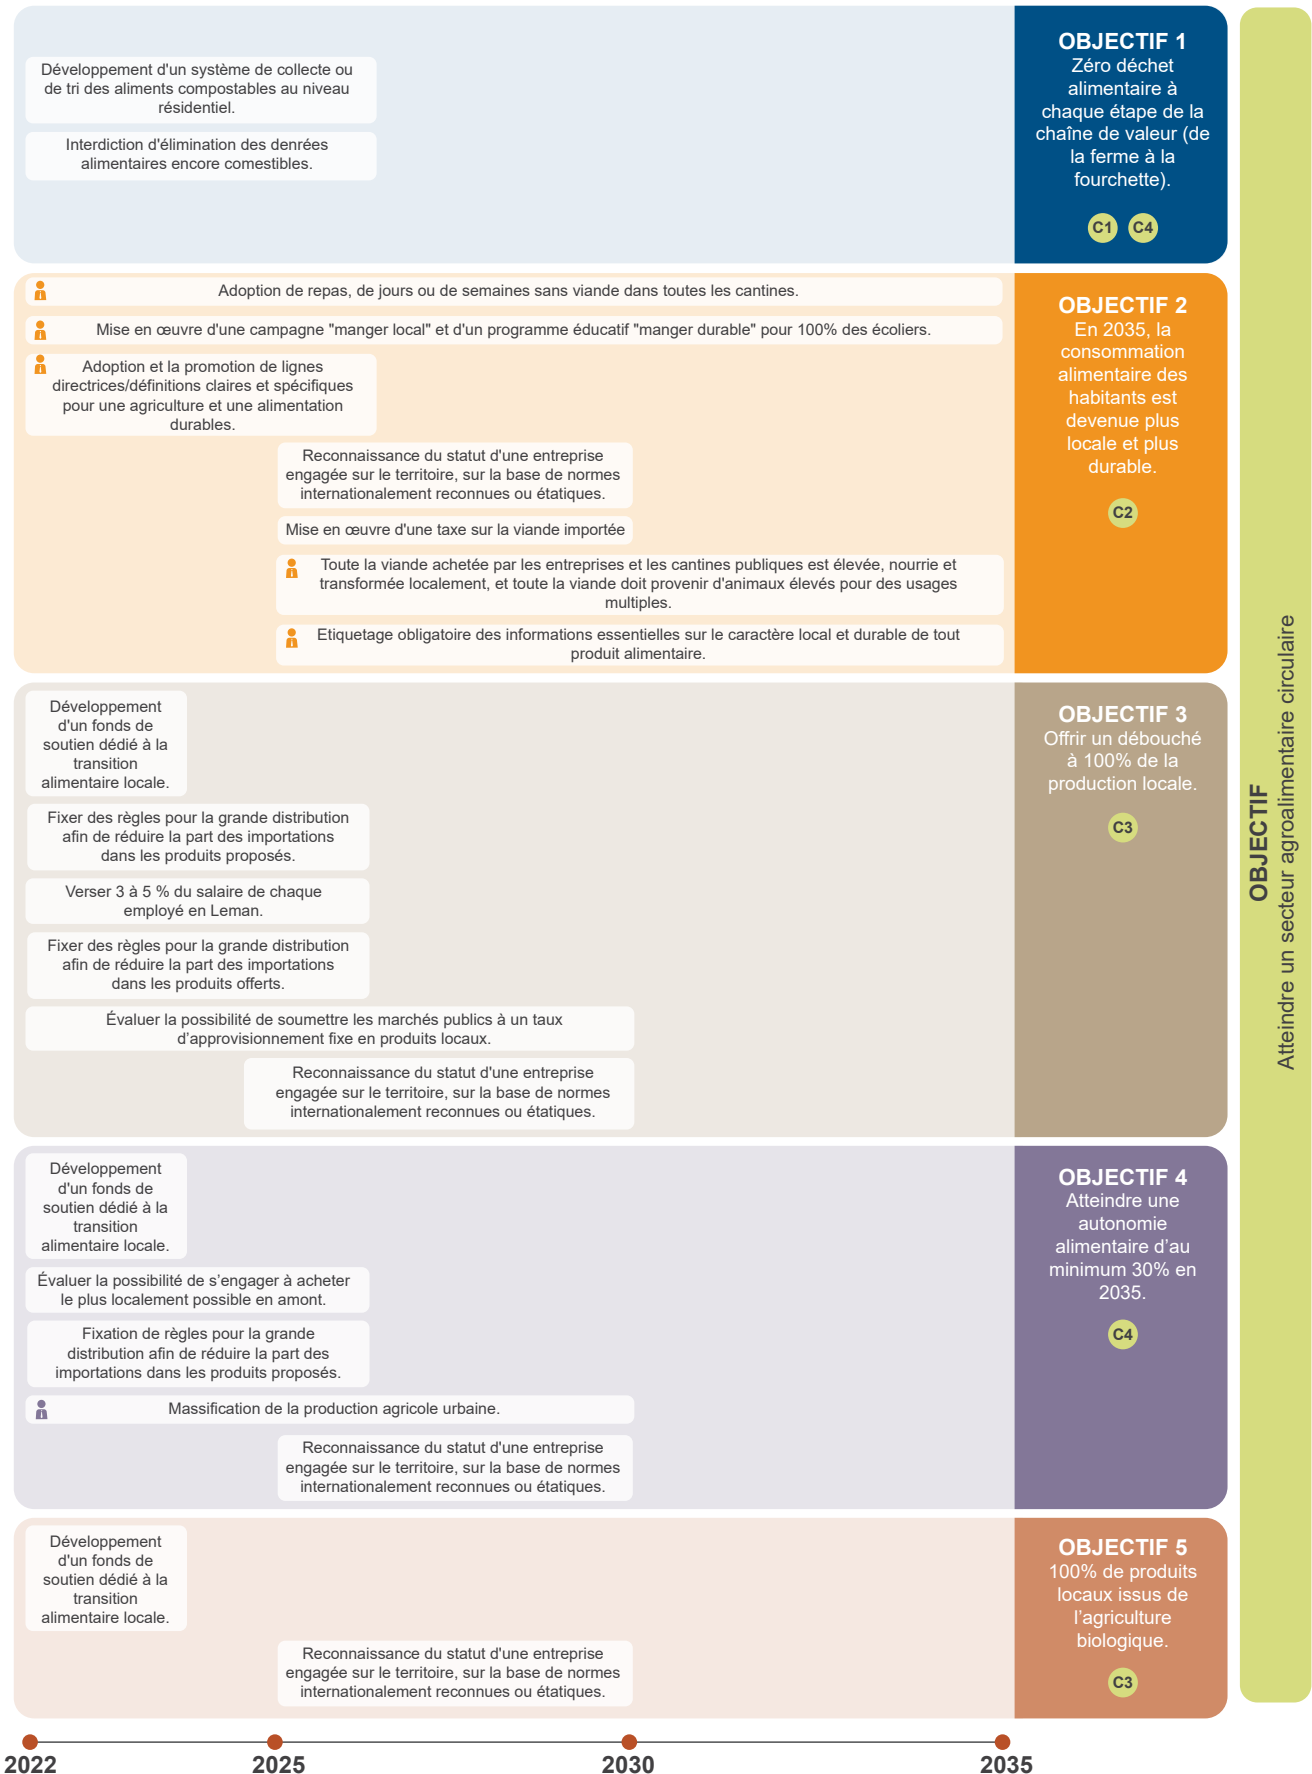 Développement d'un système de collecte ou
de tri des aliments compostables au niveau
résidentiel.
Interdiction d'élimination des denrées
alimentaires encore comestibles.
OBJECTIF 1
Zéro déchet
alimentaire à
chaque étape de la
chaîne de valeur (de
la ferme à la
fourchette).
C1 C4
Adoption de repas, de jours ou de semaines sans viande dans toutes les cantines.
Mise en œuvre d'une campagne "manger local" et d'un programme éducatif "manger durable" pour 100% des écoliers.
Adoption et la promotion de lignes
directrices/définitions claires et spécifiques
pour une agriculture et une alimentation
durables.
Reconnaissance du statut d'une entreprise
engagée sur le territoire, sur la base de normes
internationalement reconnues ou étatiques.
Mise en œuvre d'une taxe sur la viande importée
Toute la viande achetée par les entreprises et les cantines publiques est élevée, nourrie et
transformée localement, et toute la viande doit provenir d'animaux élevés pour des usages
multiples.
Etiquetage obligatoire des informations essentielles sur le caractère local et durable de tout
produit alimentaire.
OBJECTIF 2
En 2035, la
consommation
alimentaire des
habitants est
devenue plus
locale et plus
durable.
C2
Développement
d'un fonds de
soutien dédié à la
transition
alimentaire locale.
Fixer des règles pour la grande distribution
afin de réduire la part des importations
dans les produits proposés.
Verser 3 à 5 % du salaire de chaque
employé en Leman.
Fixer des règles pour la grande distribution
afin de réduire la part des importations
dans les produits offerts.
Évaluer la possibilité de soumettre les marchés publics à un taux
d’approvisionnement fixe en produits locaux.
Reconnaissance du statut d'une entreprise
engagée sur le territoire, sur la base de normes
internationalement reconnues ou étatiques.
OBJECTIF 3
Offrir un débouché
à 100% de la
production locale.
C3
Développement
d'un fonds de
soutien dédié à la
transition
alimentaire locale.
Évaluer la possibilité de s’engager à acheter
le plus localement possible en amont.
Fixation de règles pour la grande
distribution afin de réduire la part des
importations dans les produits proposés.
Massification de la production agricole urbaine.
Reconnaissance du statut d'une entreprise
engagée sur le territoire, sur la base de normes
internationalement reconnues ou étatiques.
OBJECTIF 4
Atteindre une
autonomie
alimentaire d’au
minimum 30% en
2035.
C4
Développement
d'un fonds de
soutien dédié à la
transition
alimentaire locale.
Reconnaissance du statut d'une entreprise
engagée sur le territoire, sur la base de normes
internationalement reconnues ou étatiques.
OBJECTIF 5
100% de produits
locaux issus de
l’agriculture
biologique.
C3
OBJECTIF
Atteindre un secteur agroalimentaire circulaire
2022 2025 2030 2035